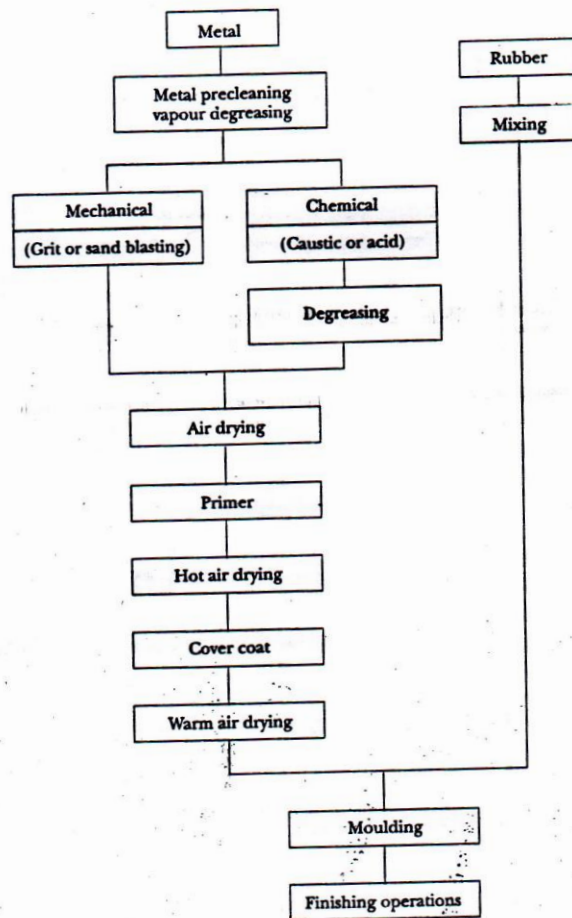 Metal
Rubber
Metal precleaning
vapour degreasing
Mixing
Mechanical
(Grit or sand blasting)
Chemical
(Caustic or acid)
Degreasing
Air drying
Primer
Hot air drying
Cover coat
Warm air drying
Moulding
Finishing operations